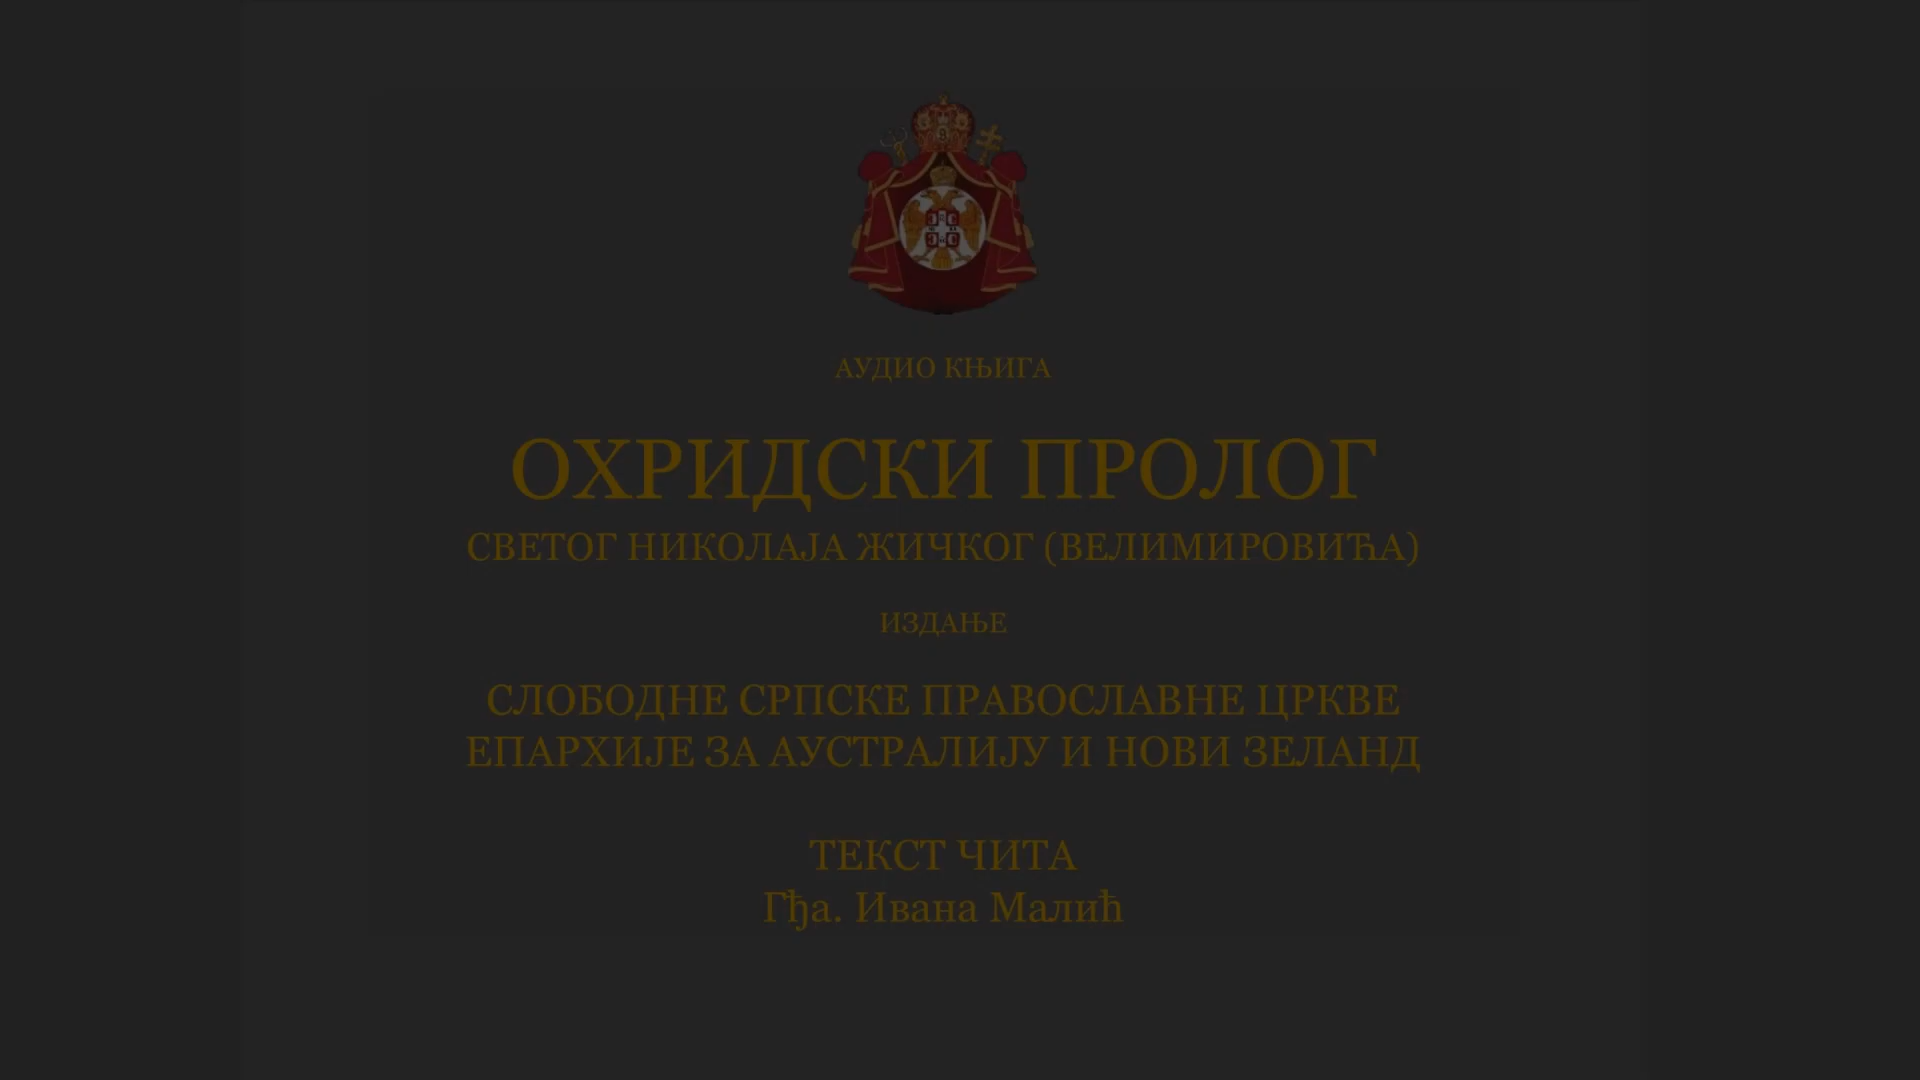 АУДИО КЊИГА
ОХРИДСКИ ПРОЛОГ
СВЕТОГ НИКОЛАЈА ЖИЧКОГ (ВЕЛИМИРОВИЋА)
ИЗДАЊЕ
СЛОБОДНЕ СРПСКЕ ПРАВОСЛАВНЕ ЦРКВЕ
ЕПАРХИЈЕ ЗА АУСТРАЛИЈУ И НОВИ ЗЕЛАНД
ТЕКСТ ЧИТА
Гђа. Ивана Малић